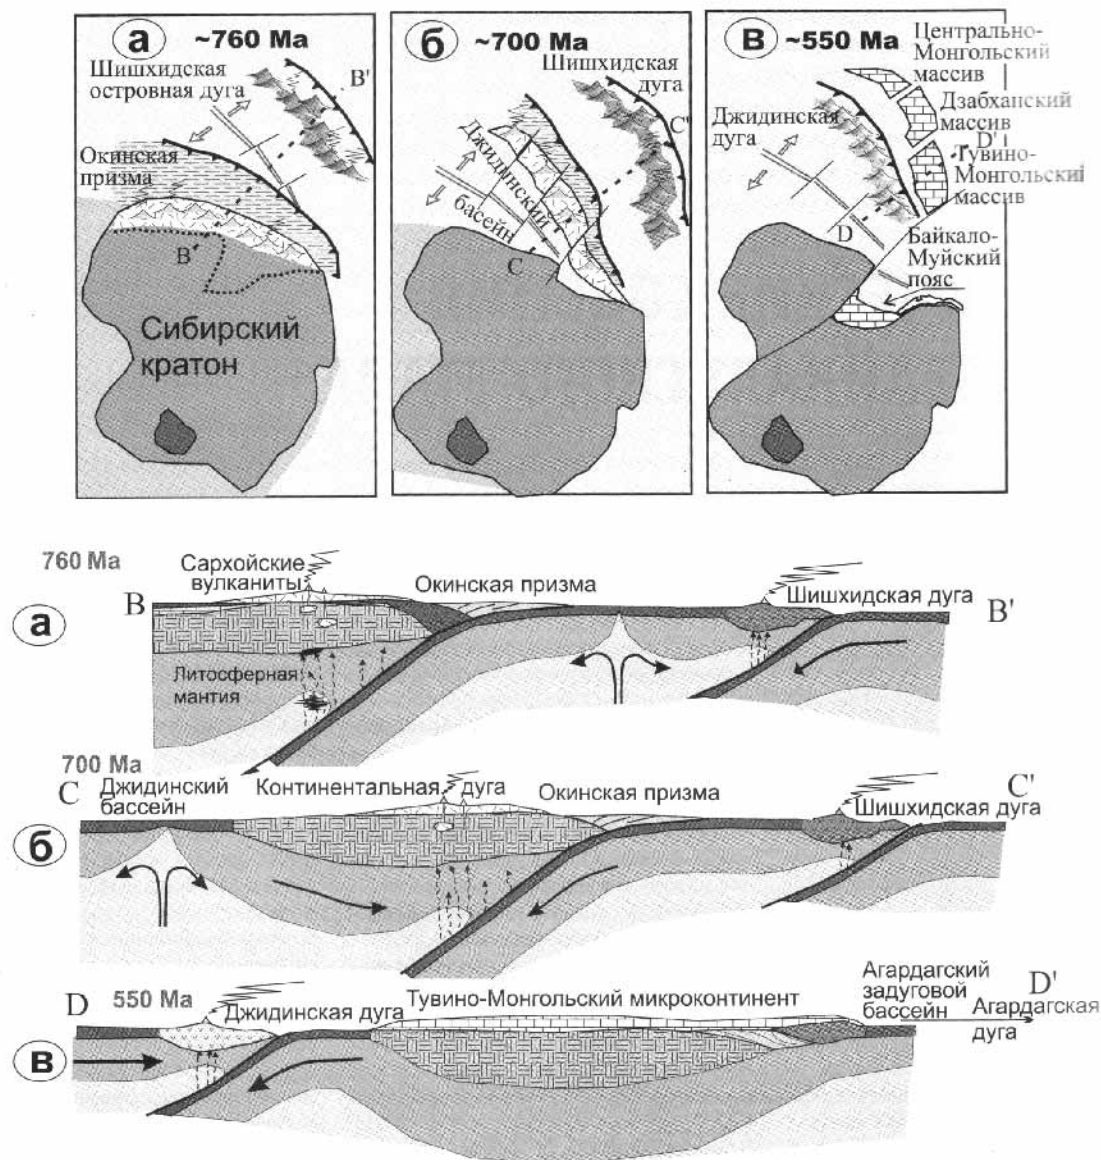 а
~760 Ma
Шишхидская
островная дуга
B'
Окинская
призма
B
Сибирский
кратон
б
~700 Ma
Шишхидская
дуга
C'
Джидинский
бассейн
C
в
~550 Ma
Центрально-
Монгольский
массив
Дзабханский
массив
Джидинская
дуга
D'
Тувино-
Монгольский
массив
D
Байкало-
Муйский
пояс
760 Ma
Сархойские
вулканиты
Окинская призма
Шишхидская дуга
B
B'
а
Литосферная
мантия
700 Ma
C
Джидинский
бассейн
Континентальная дуга
Окинская призма
Шишхидская дуга
C'
б
D
550 Ma
Джидинская дуга
Тувино-Монгольский микроконтинент
Агардагский
задуговой
бассейн
D'
Агардагская
дуга
в